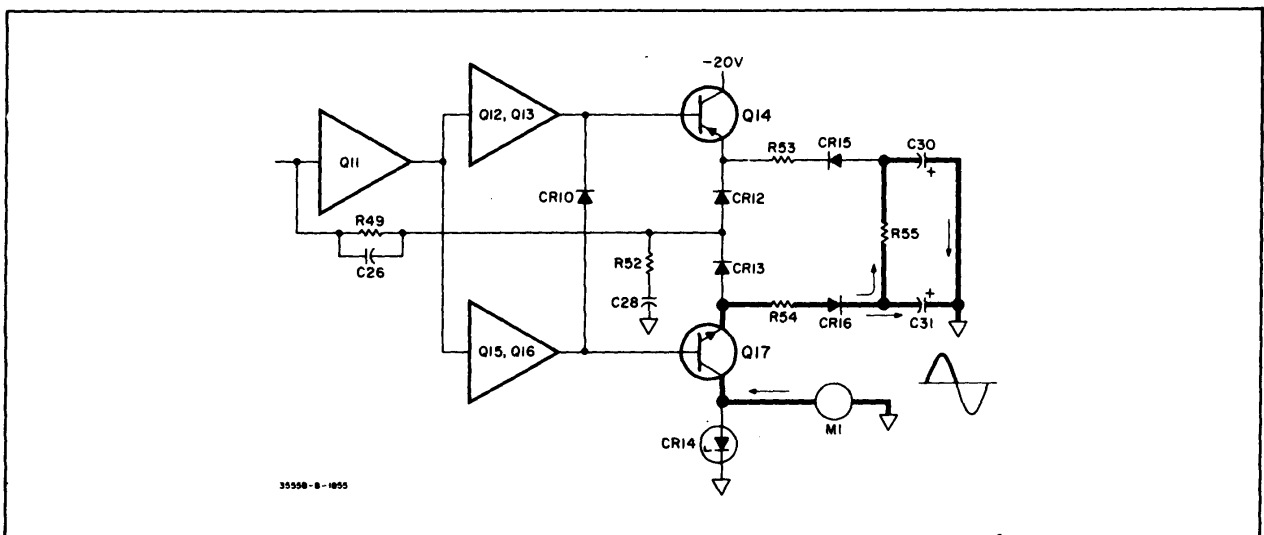 -20V
Q12, Q13
Q14
Q11
R53
CR15
C30
+
CR10
CR12
R49
R55
C26
R52
CR13
C28
+
R54
CR16
C31
Q15, Q16
Q17
M1
CR14
3555B-B-1855